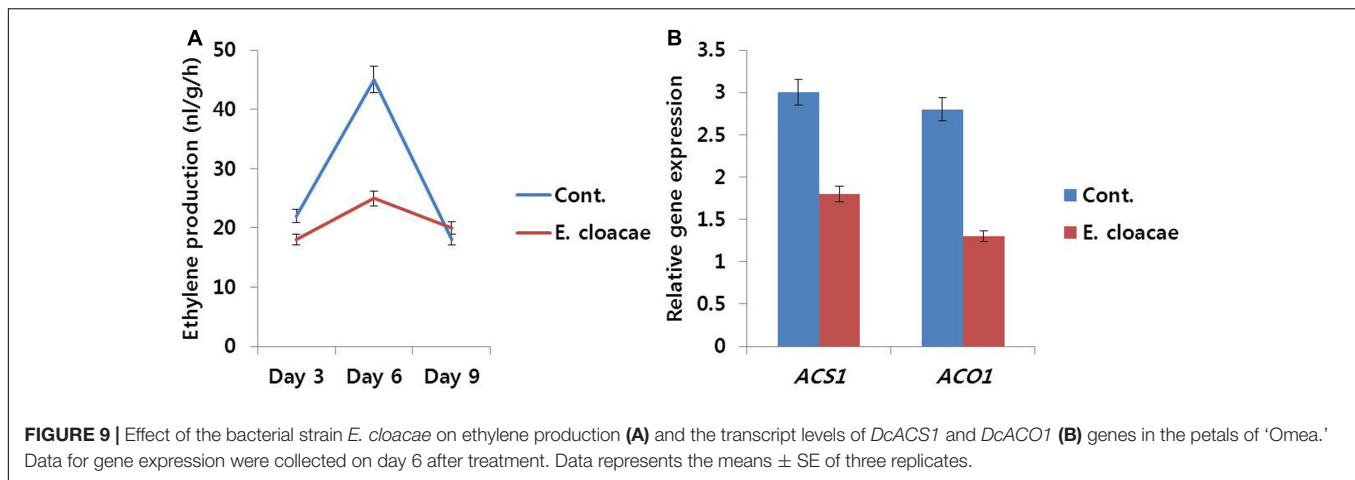 A
50
40
30
20
10
0
Ethylene production (nl/g/h)
Day 3 Day 6 Day 9
Cont.
E. cloacae
B
3.5
3
2.5
2
1.5
1
0.5
0
Relative gene expression
ACS1 ACO1
Cont.
E. cloacae
FIGURE 9 | Effect of the bacterial strain E. cloacae on ethylene production (A) and the transcript levels of DcACS1 and DcACO1 (B) genes in the petals of ‘Omea.’
Data for gene expression were collected on day 6 after treatment. Data represents the means ± SE of three replicates.